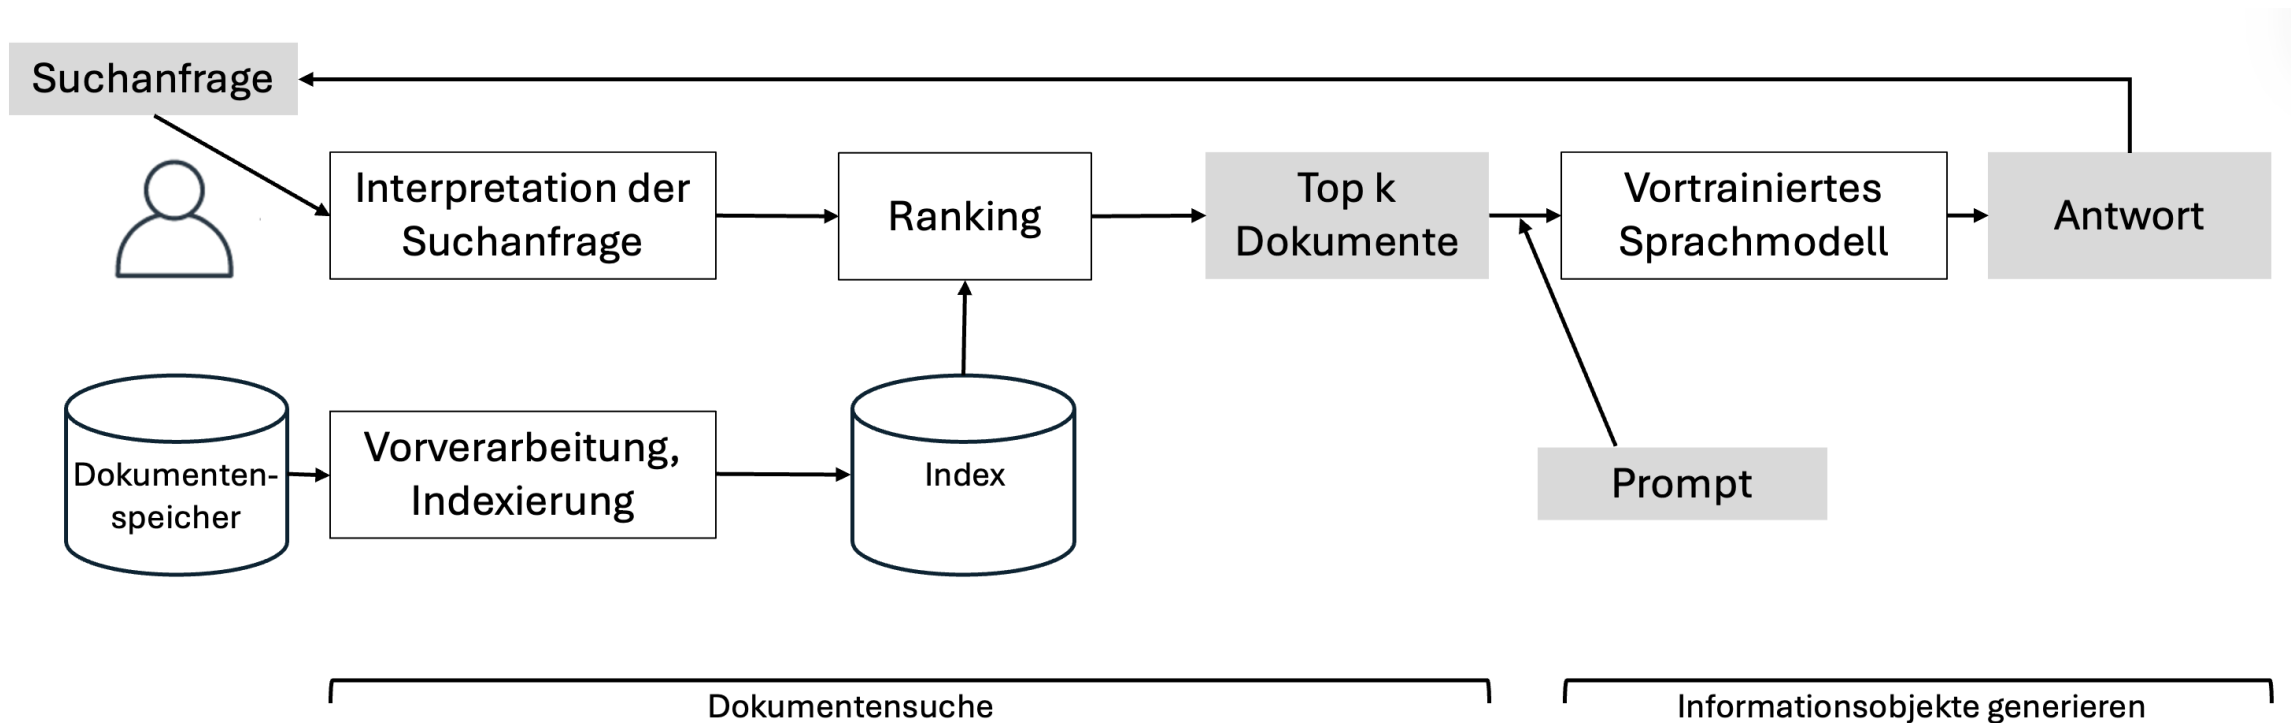 Suchanfrage
Interpretation der
Suchanfrage
Ranking
Top k
Dokumente
Vortrainiertes
Sprachmodell
Antwort
Dokumenten-
speicher
Vorverarbeitung,
Indexierung
Index
Prompt
Dokumentensuche
Informationsobjekte generieren